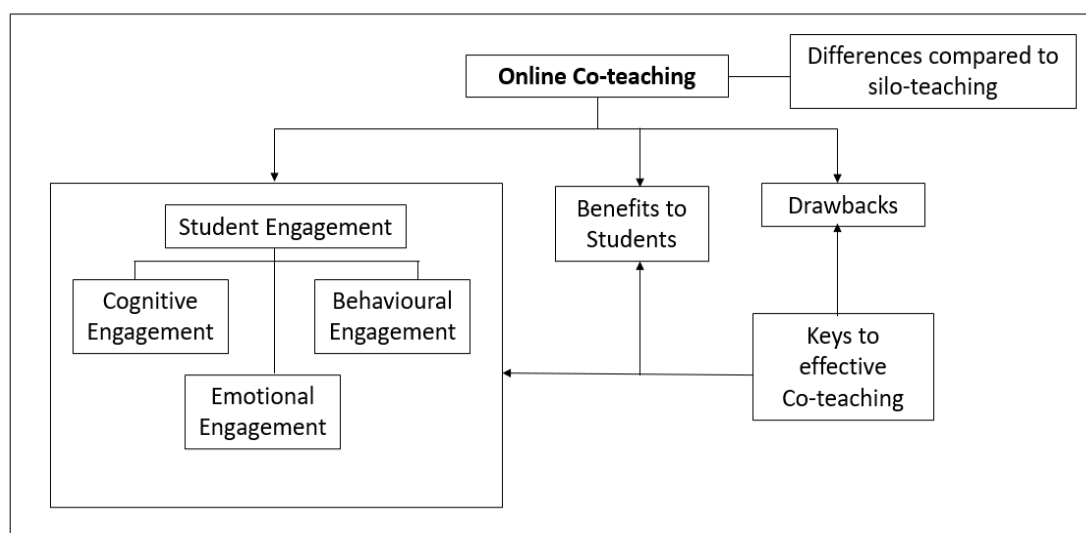 Online Co-teaching
Differences compared to
silo-teaching
Student Engagement
Cognitive
Engagement
Behavioural
Engagement
Emotional
Engagement
Benefits to
Students
Drawbacks
Keys to
effective
Co-teaching